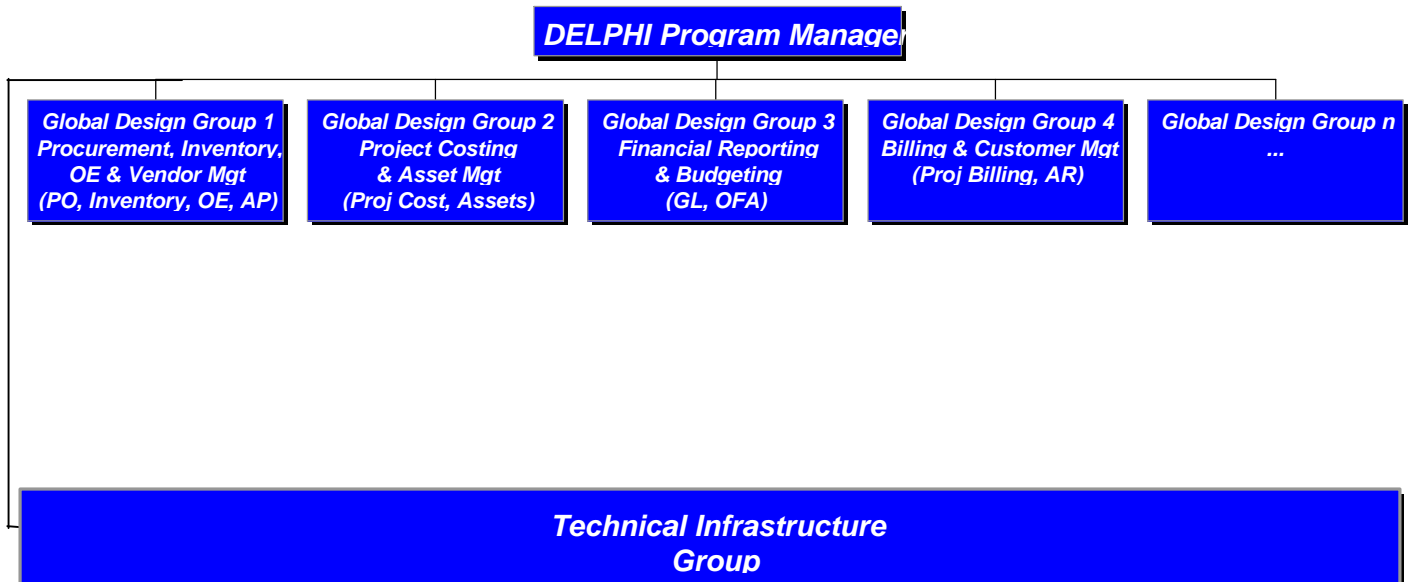 DELPHI Program Manager
Global Design Group 1
Procurement, Inventory,
OE & Vendor Mgt
(PO, Inventory, OE, AP)
Global Design Group 2
Project Costing
& Asset Mgt
(Proj Cost, Assets)
Global Design Group 3
Financial Reporting
& Budgeting
(GL, OFA)
Global Design Group 4
Billing & Customer Mgt
(Proj Billing, AR)
Global Design Group n
...
Technical Infrastructure
Group